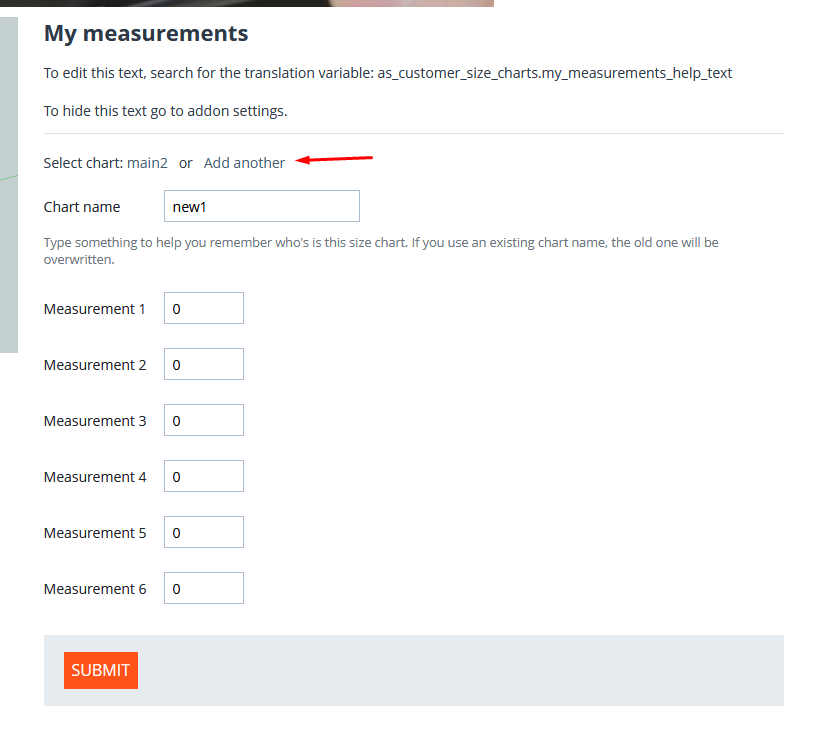 My measurements
To edit this text, search for the translation variable: as_customer_size_charts.my_measurements_help_text
To hide this text go to addon settings.
Select chart: main2 or Add another
Chart name new1
Type something to help you remember who's is this size chart. If you use an existing chart name, the old one will be
overwritten.
Measurement 1 0
Measurement 2 0
Measurement 3 0
Measurement 4 0
Measurement 5 0
Measurement 6 0
SUBMIT